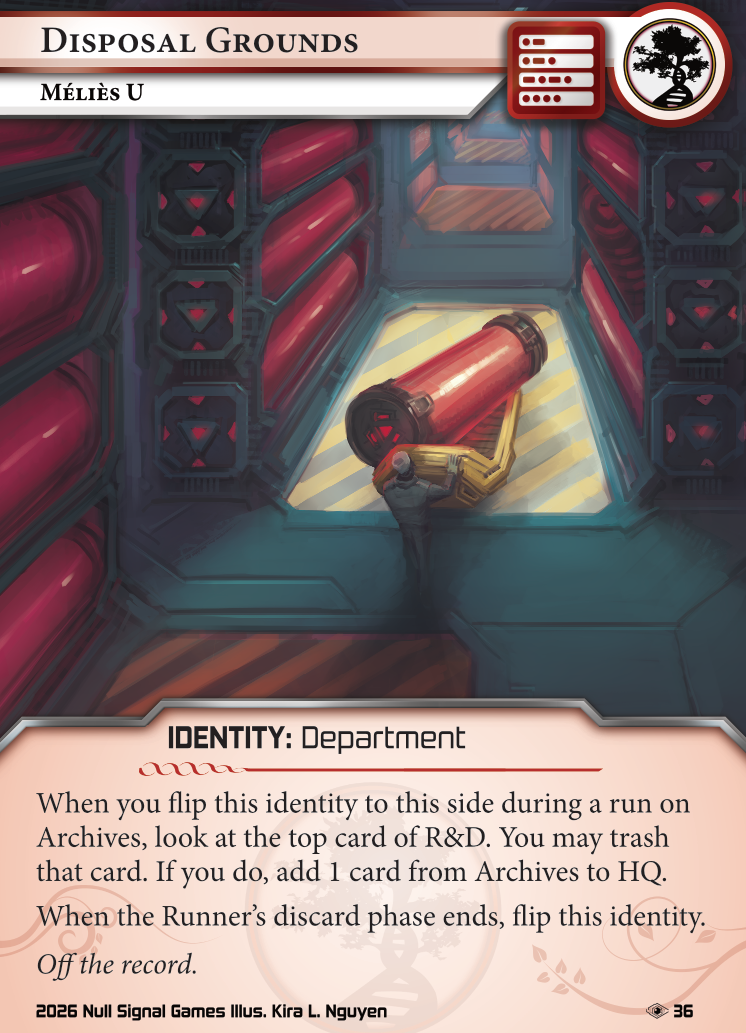 Disposal Grounds
Méliès U
IDENTITY: Department
When you flip this identity to this side during a run on
Archives, look at the top card of R&D. You may trash
that card. If you do, add 1 card from Archives to HQ.
When the Runner’s discard phase ends, flip this identity.
Off the record.
2026 Null Signal Games Illus. Kira L. Nguyen
36